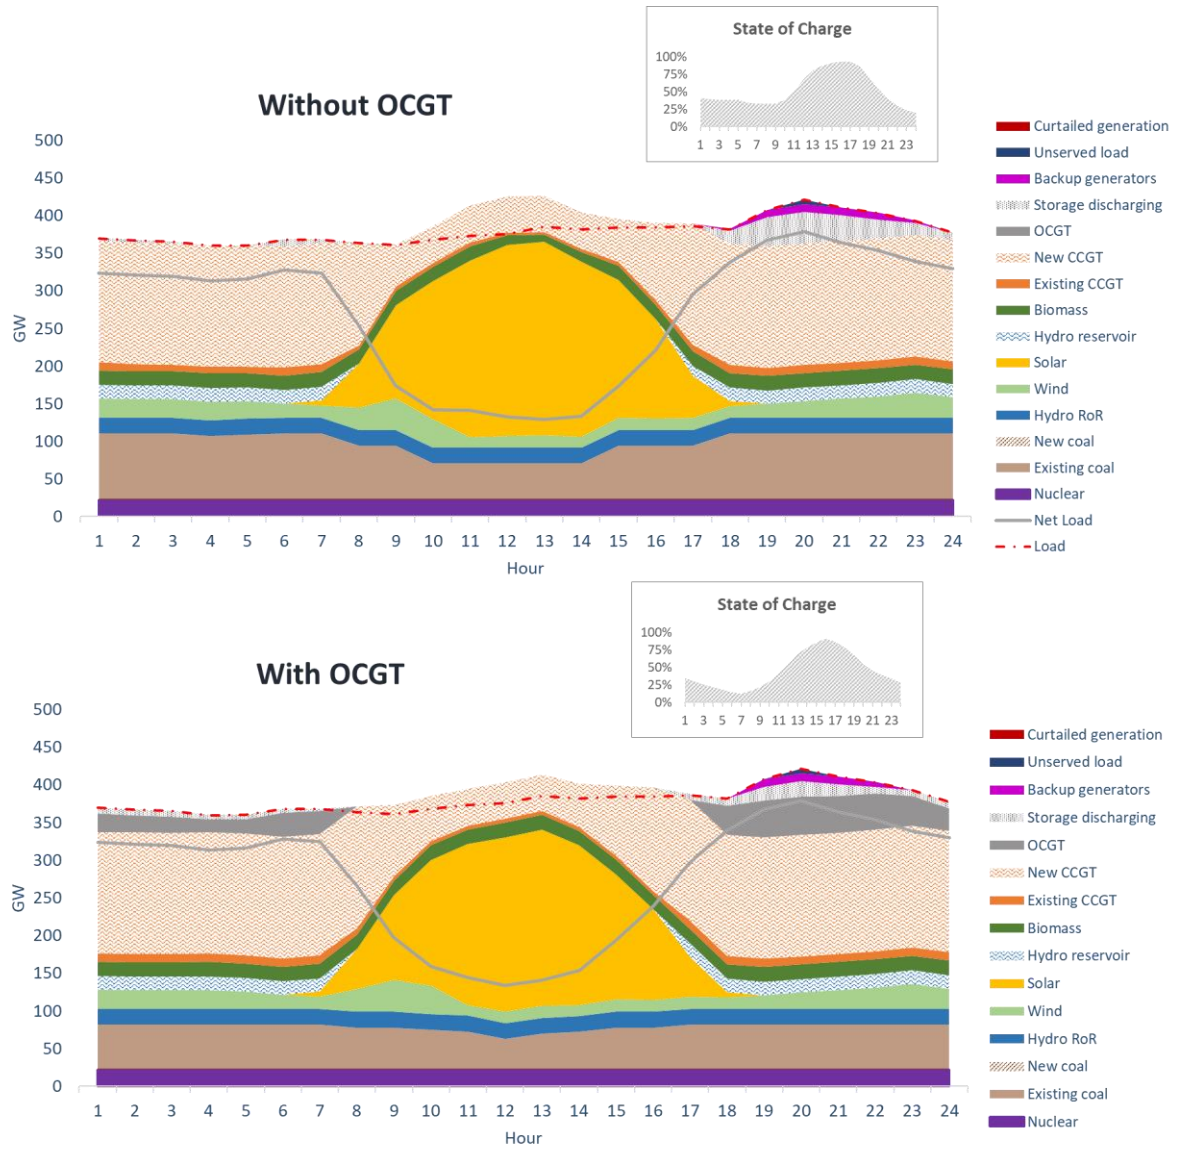 State of Charge
100%
75%
50%
25%
0%
1 3 5 7 9 11 13 15 17 19 21 23
Without OCGT
500
450
400
350
300
250
200
150
100
50
0
GW
1 2 3 4 5 6 7 8 9 10 11 12 13 14 15 16 17 18 19 20 21 22 23 24
Hour
Curtailed generation
Unserved load
Backup generators
Storage discharging
OCGT
New CCGT
Existing CCGT
Biomass
Hydro reservoir
Solar
Wind
Hydro RoR
New coal
Existing coal
Nuclear
Net Load
Load
State of Charge
100%
75%
50%
25%
0%
1 3 5 7 9 11 13 15 17 19 21 23
With OCGT
500
450
400
350
300
250
200
150
100
50
0
GW
1 2 3 4 5 6 7 8 9 10 11 12 13 14 15 16 17 18 19 20 21 22 23 24
Hour
Curtailed generation
Unserved load
Backup generators
Storage discharging
OCGT
New CCGT
Existing CCGT
Biomass
Hydro reservoir
Solar
Wind
Hydro RoR
New coal
Existing coal
Nuclear